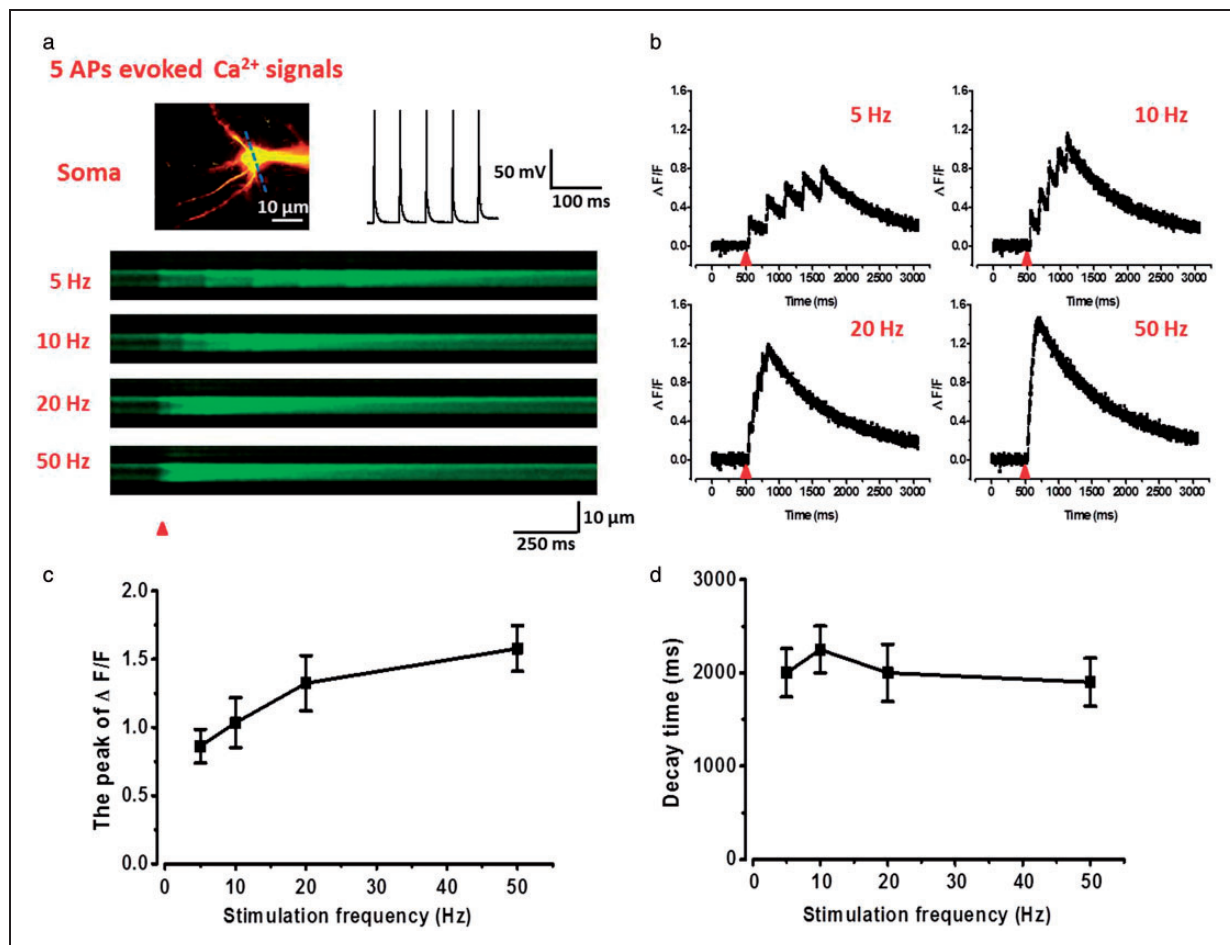 a
5 APs evoked Ca²⁺ signals
Soma
10 µm
50 mV
100 ms
5 Hz
10 Hz
20 Hz
50 Hz
10 µm
250 ms
b
1.6
1.2
0.8
0.4
0.0
Δ F/F
5 Hz
0 500 1000 1500 2000 2500 3000
Time (ms)
1.6
1.2
0.8
0.4
0.0
Δ F/F
10 Hz
0 500 1000 1500 2000 2500 3000
Time (ms)
1.6
1.2
0.8
0.4
0.0
Δ F/F
20 Hz
0 500 1000 1500 2000 2500 3000
Time (ms)
1.6
1.2
0.8
0.4
0.0
Δ F/F
50 Hz
0 500 1000 1500 2000 2500 3000
Time (ms)
c
2.0
1.5
1.0
0.5
0.0
The peak of Δ F/F
0 10 20 30 40 50
Stimulation frequency (Hz)
d
3000
2000
1000
0
Decay time (ms)
0 10 20 30 40 50
Stimulation frequency (Hz)